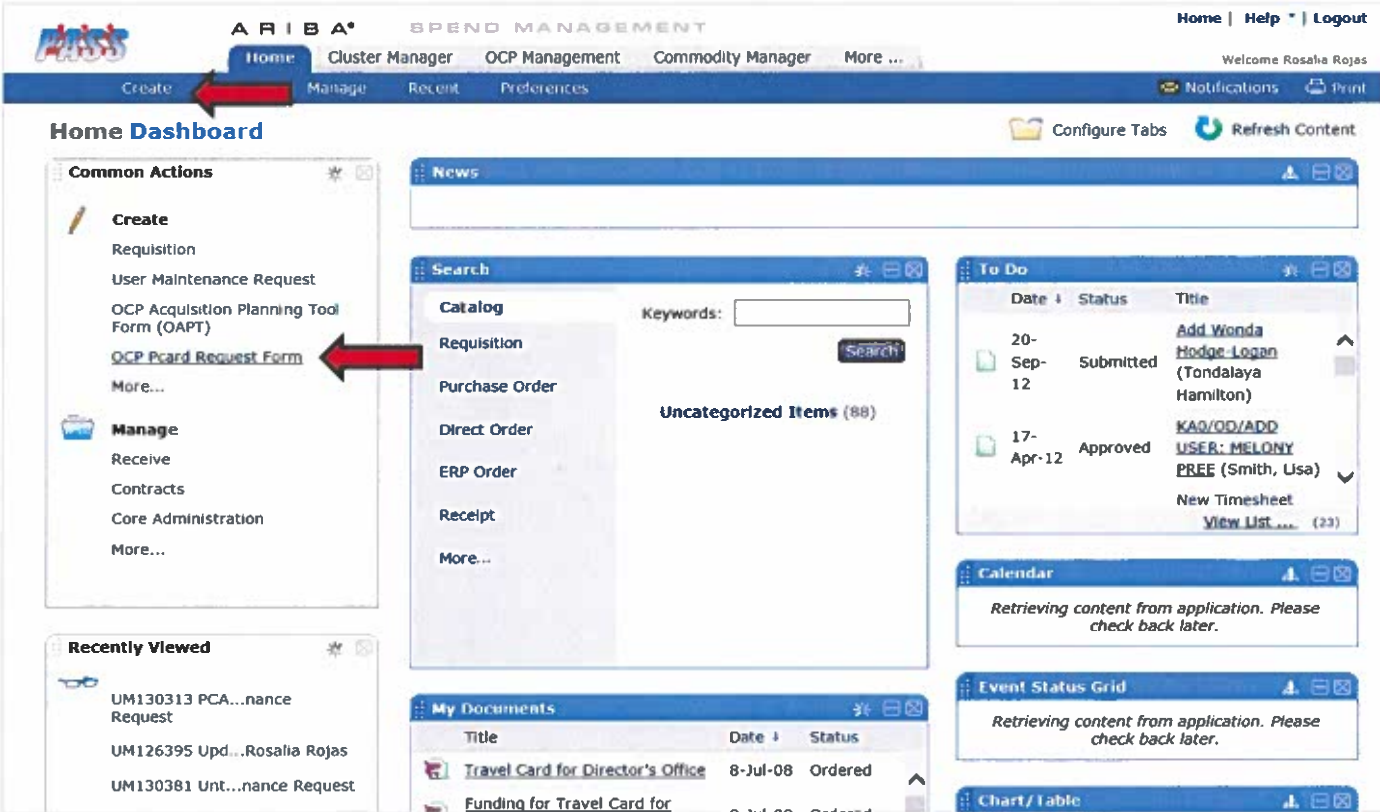 PASS
ARIBA® SPEND MANAGEMENT
Home | Help | Logout
Home Cluster Manager OCP Management Commodity Manager More ...
Welcome Rosalia Rojas
Create Manage Recent Preferences Notifications Print
Home Dashboard
Configure Tabs Refresh Content
Common Actions
Create
Requisition
User Maintenance Request
OCP Acquisition Planning Tool
Form (OAPT)
OCP Pcard Request Form
More...
Manage
Receive
Contracts
Core Administration
More...
Recently Viewed
UM130313 PCA...nance
Request
UM126395 Upd...Rosalia Rojas
UM130381 Unt...nance Request
News
Search
Catalog
Requisition
Purchase Order
Direct Order
ERP Order
Receipt
More...
Keywords:
Search
Uncategorized Items (88)
My Documents
Title Date ↓ Status
Travel Card for Director's Office 8-Jul-08 Ordered
Funding for Travel Card for
To Do
Date ↓ Status Title
20-
Sep-
12
Submitted
Add Wonda
Hodge-Logan
(Tondalaya
Hamilton)
17-
Apr-12
Approved
KA0/OD/ADD
USER: MELONY
PREE (Smith, Lisa)
New Timesheet
View List ... (23)
Calendar
Retrieving content from application. Please
check back later.
Event Status Grid
Retrieving content from application. Please
check back later.
Chart/Table